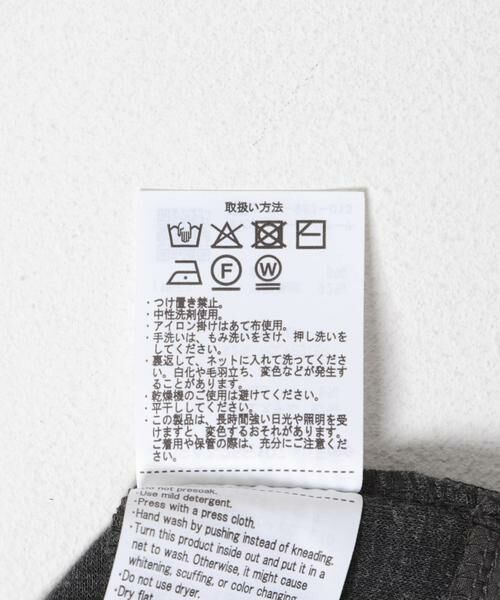 取扱い方法
F W
・つけ置き禁止。
・中性洗剤使用。
・アイロン掛けはあて布使用。
・手洗いは、もみ洗いをさけ、押し洗いを
してください。
・裏返して、ネットに入れて洗ってくださ
い。白化や毛羽立ち、変色などが発生す
ることがあります。
・乾燥機のご使用は避けてください。
・平干ししてください。
・この製品は、長時間強い日光や照明を受
けますと、変色するおそれがあります。
ご着用や保管の際は、充分にご注意くだ
さい。
・Do not presoak.
・Use mild detergent.
・Press with a press cloth.
・Hand wash by pushing instead of kneading.
・Turn this product inside out and put it in a
net to wash. Otherwise, it might cause
whitening, scuffing, or color changing.
・Do not use dryer.
・Dry flat.